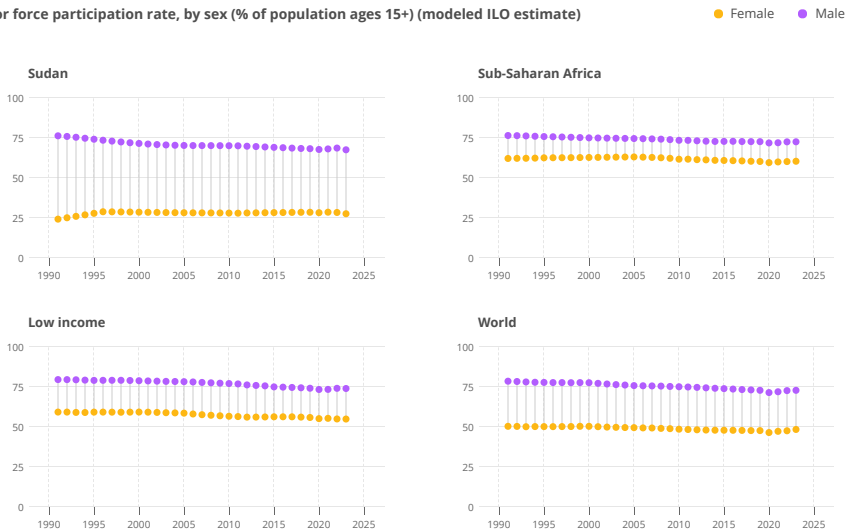 or force participation rate, by sex (% of population ages 15+) (modeled ILO estimate)
Female Male
Sudan
100
75
50
25
0
1990 1995 2000 2005 2010 2015 2020 2025
Sub-Saharan Africa
100
75
50
25
0
1990 1995 2000 2005 2010 2015 2020 2025
Low income
100
75
50
25
0
1990 1995 2000 2005 2010 2015 2020 2025
World
100
75
50
25
0
1990 1995 2000 2005 2010 2015 2020 2025